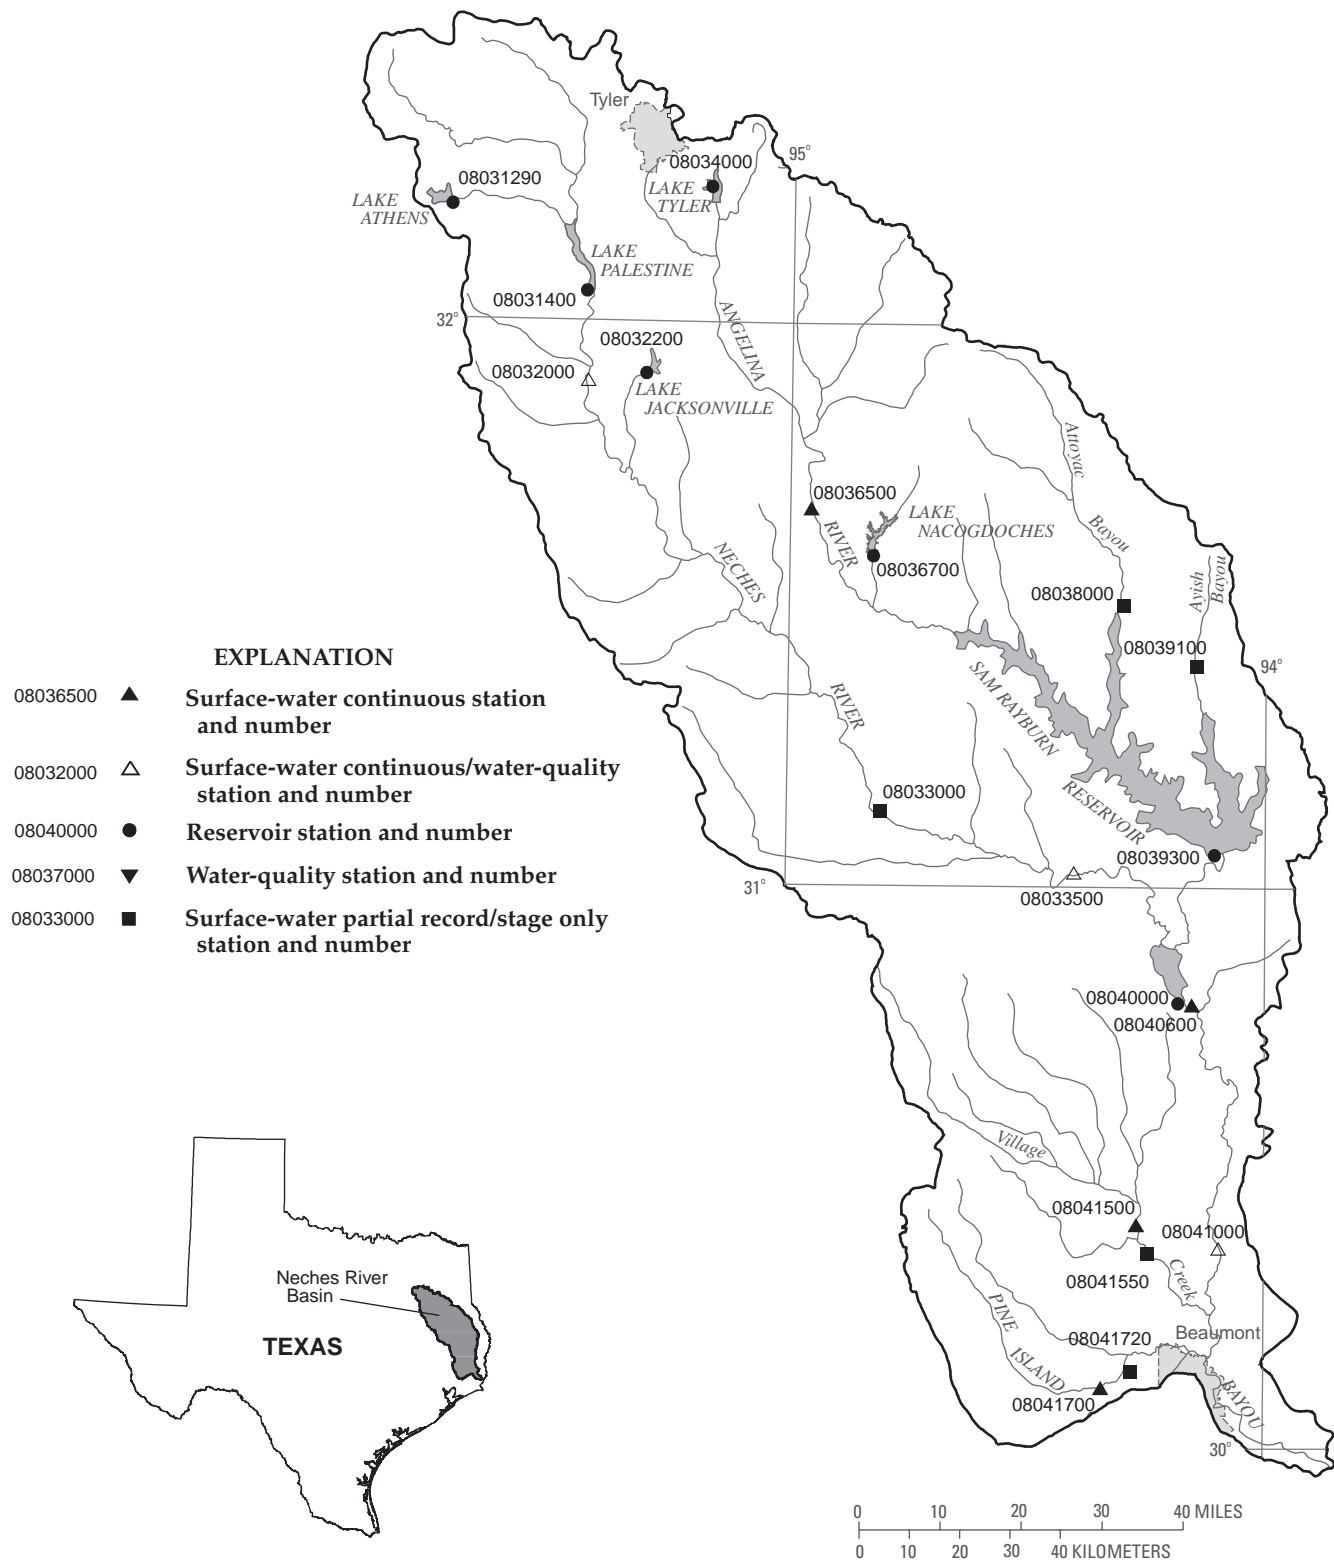 Tyler
95°
08034000
08031290
LAKE
TYLER
LAKE
ATHENS
LAKE
PALESTINE
08031400
ANGELINA
32°
08032200
08032000
LAKE
JACKSONVILLE
Attoyac
08036500
LAKE
NACOGDOCHES
RIVER
Bayou
NECHES
08036700
Ayish
Bayou
08038000
08039100
94°
SAM RAYBURN
RIVER
08033000
RESERVOIR
08039300
31°
08033500
08040000
08040600
Village
08041500
08041000
08041550
Creek
PINE
08041720
Beaumont
ISLAND
08041700
BAYOU
30°
EXPLANATION
08036500 Surface-water continuous station
and number
08032000 Surface-water continuous/water-quality
station and number
08040000 Reservoir station and number
08037000 Water-quality station and number
08033000 Surface-water partial record/stage only
station and number
Neches River
Basin
TEXAS
0 10 20 30 40 MILES
0 10 20 30 40 KILOMETERS